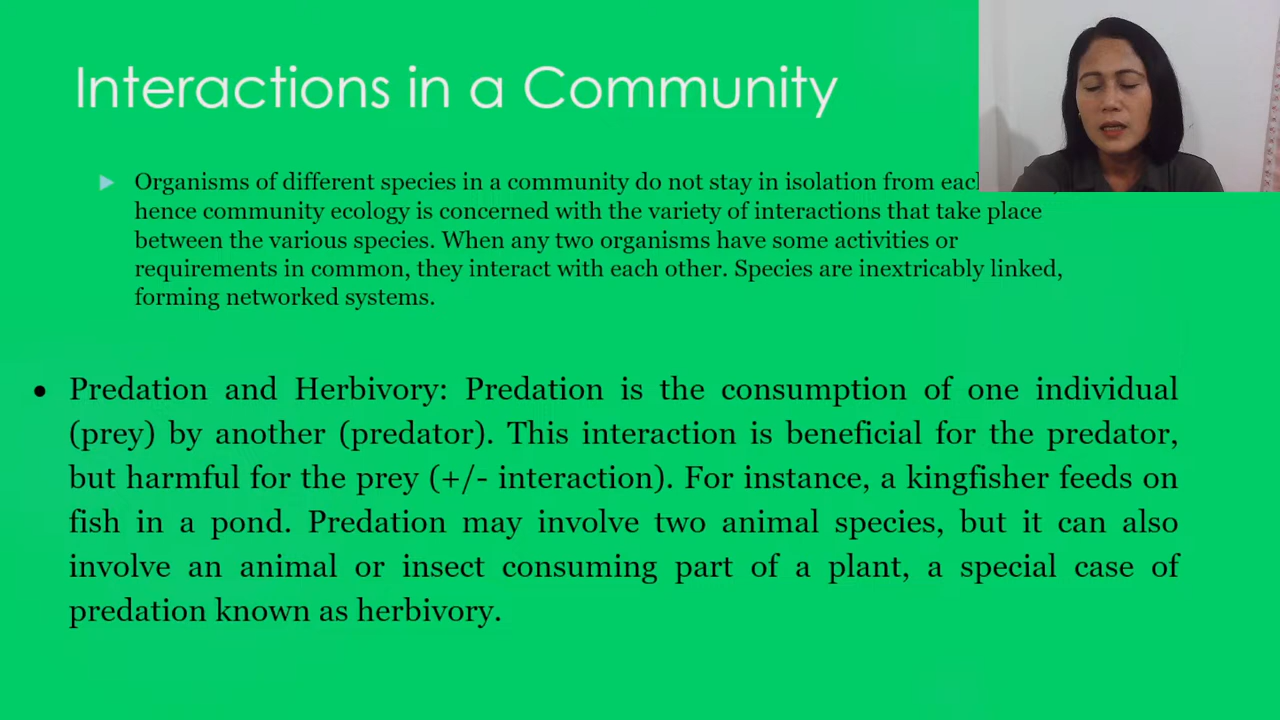 Interactions in a Community
Organisms of different species in a community do not stay in isolation from each
hence community ecology is concerned with the variety of interactions that take place
between the various species. When any two organisms have some activities or
requirements in common, they interact with each other. Species are inextricably linked,
forming networked systems.
• Predation and Herbivory: Predation is the consumption of one individual
(prey) by another (predator). This interaction is beneficial for the predator,
but harmful for the prey (+/- interaction). For instance, a kingfisher feeds on
fish in a pond. Predation may involve two animal species, but it can also
involve an animal or insect consuming part of a plant, a special case of
predation known as herbivory.